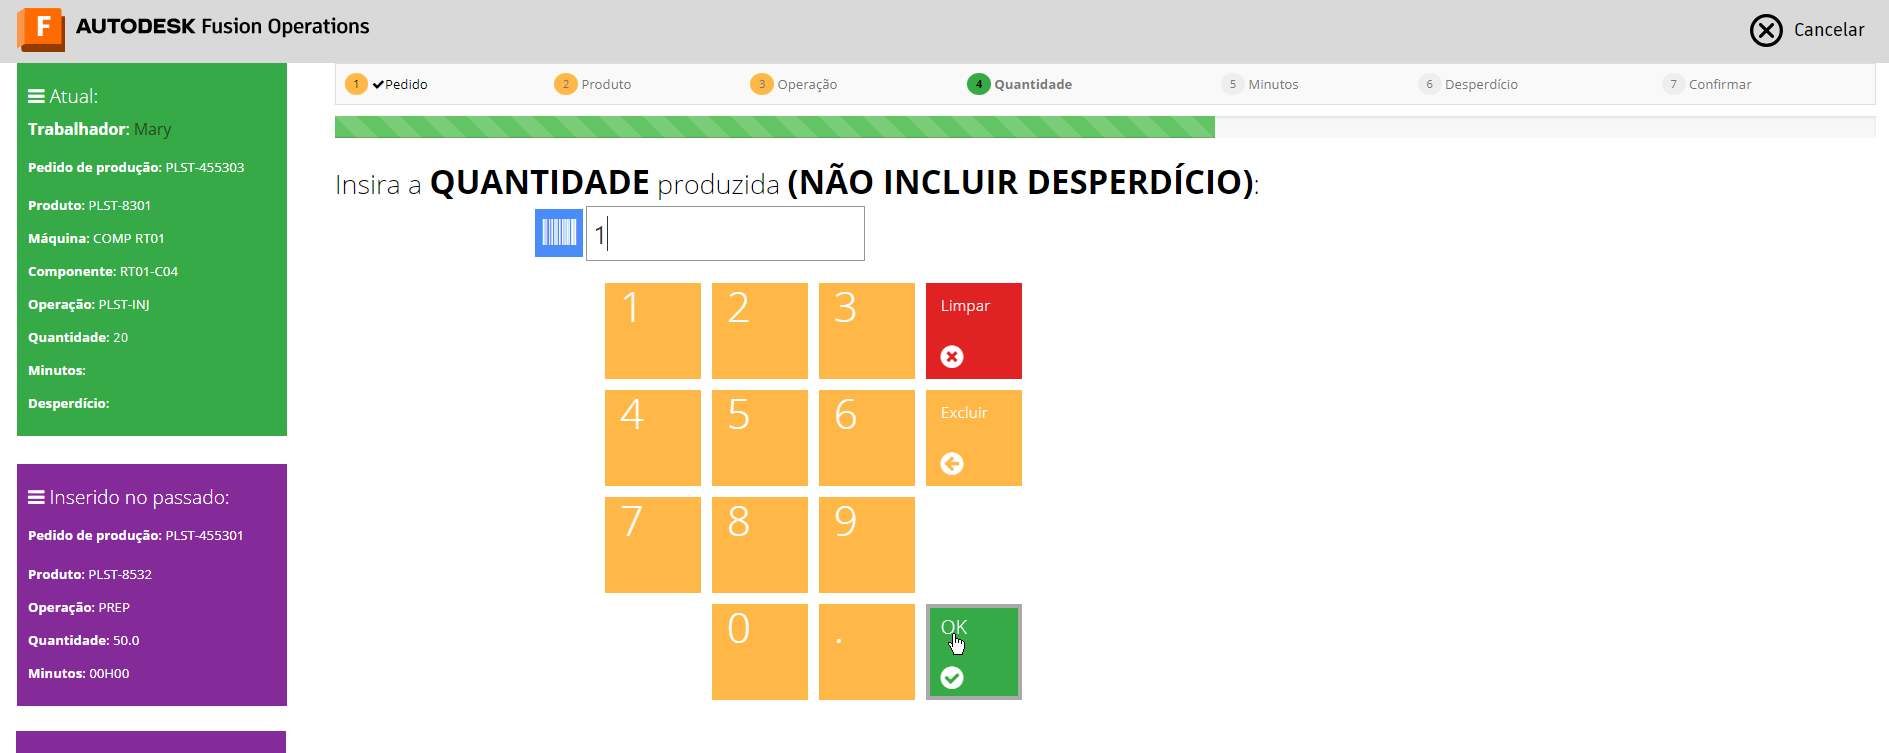 F AUTODESK Fusion Operations
Cancelar
Atual:
Trabalhador: Mary
Pedido de produção: PLST-455303
Produto: PLST-8301
Máquina: COMP RT01
Componente: RT01-C04
Operação: PLST-INJ
Quantidade: 20
Minutos:
Desperdício:
Inserido no passado:
Pedido de produção: PLST-455301
Produto: PLST-8532
Operação: PREP
Quantidade: 50.0
Minutos: 00H00
1 Pedido 2 Produto 3 Operação 4 Quantidade 5 Minutos 6 Desperdício 7 Confirmar
Insira a QUANTIDADE produzida (NÃO INCLUIR DESPERDÍCIO):
1
1 2 3 Limpar
4 5 6 Excluir
7 8 9
0 . OK